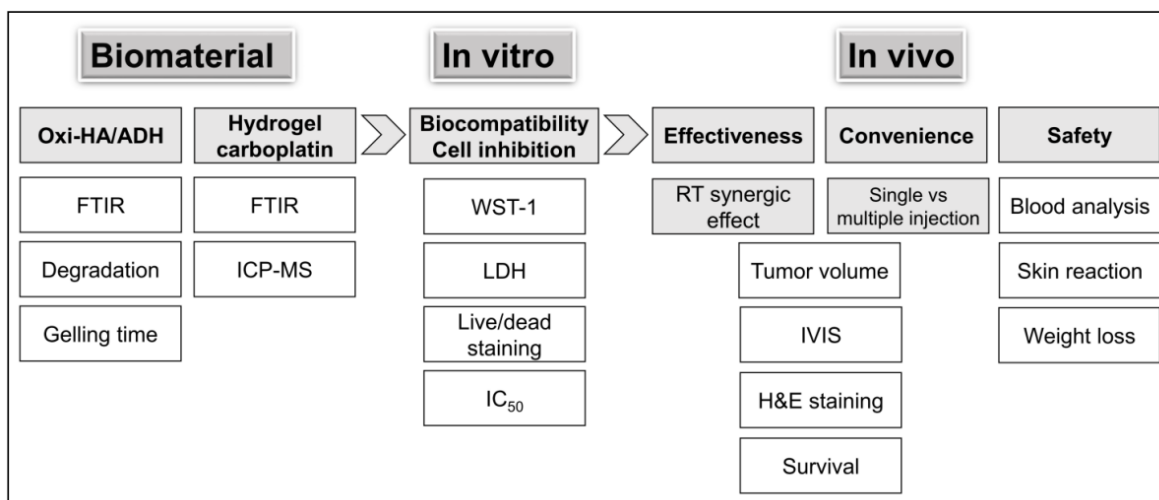 Biomaterial
In vitro
In vivo
Oxi-HA/ADH
Hydrogel
carboplatin
Biocompatibility
Cell inhibition
Effectiveness
Convenience
Safety
FTIR
Degradation
Gelling time
FTIR
ICP-MS
WST-1
LDH
Live/dead
staining
IC₅₀
RT synergic
effect
Single vs
multiple injection
Tumor volume
IVIS
H&E staining
Survival
Blood analysis
Skin reaction
Weight loss